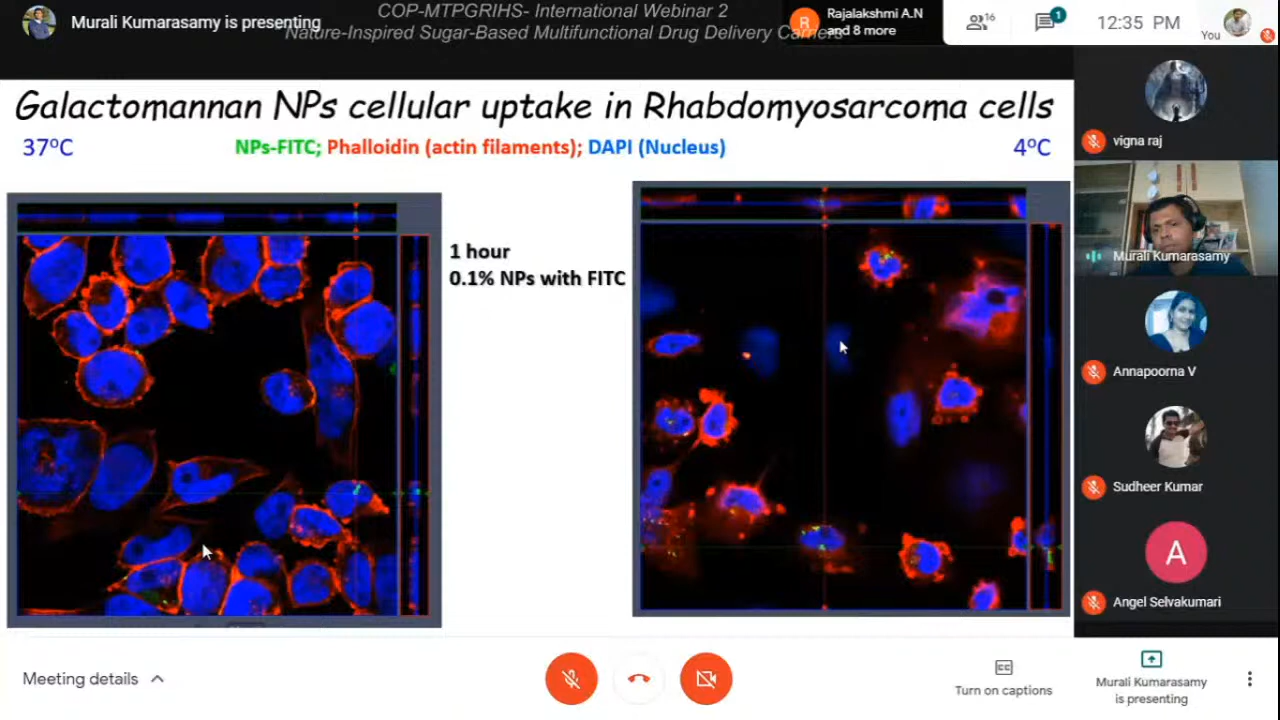 COP-MTPGRIHS- International Webinar 2
Murali Kumarasamy is presenting
Nature-Inspired Sugar-Based Multifunctional Drug Delivery Carriers
R
Rajalakshmi A.N
and 8 more
16
1
12:35 PM
You
Galactomannan NPs cellular uptake in Rhabdomyosarcoma cells
37°C
NPs-FITC; Phalloidin (actin filaments); DAPI (Nucleus)
4°C
1 hour
0.1% NPs with FITC
vigna raj
Murali Kumarasamy
Annapoorna V
Sudheer Kumar
A
Angel Selvakumari
Meeting details
Turn on captions
Murali Kumarasamy
is presenting